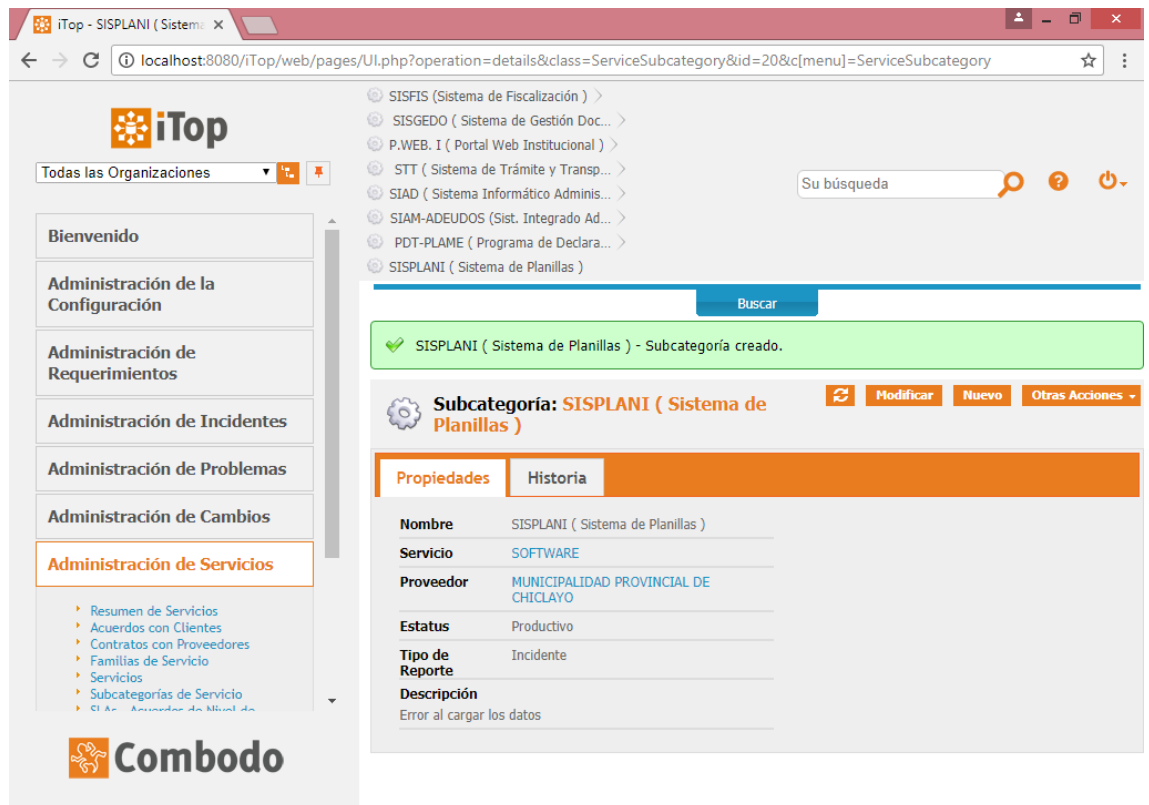 iTop - SISPLANI ( Sistema
localhost:8080/iTop/web/pages/UI.php?operation=details&class=ServiceSubcategory&id=20&c[menu]=ServiceSubcategory
iTop
Todas las Organizaciones
Bienvenido
Administración de la
Configuración
Administración de
Requerimientos
Administración de Incidentes
Administración de Problemas
Administración de Cambios
Administración de Servicios
Resumen de Servicios
Acuerdos con Clientes
Contratos con Proveedores
Familias de Servicio
Servicios
Subcategorías de Servicio
SLAs - Acuerdos de Nivel de
Combodo
SISFIS (Sistema de Fiscalización )
SISGEDO ( Sistema de Gestión Doc...
P.WEB. I ( Portal Web Institucional )
STT ( Sistema de Trámite y Transp...
SIAD ( Sistema Informático Adminis...
SIAM-ADEUDOS (Sist. Integrado Ad...
PDT-PLAME ( Programa de Declara...
SISPLANI ( Sistema de Planillas )
Su búsqueda
Buscar
SISPLANI ( Sistema de Planillas ) - Subcategoría creado.
Subcategoría: SISPLANI ( Sistema de
Planillas )
Modificar Nuevo Otras Acciones
Propiedades Historia
Nombre SISPLANI ( Sistema de Planillas )
Servicio SOFTWARE
Proveedor MUNICIPALIDAD PROVINCIAL DE
CHICLAYO
Estatus Productivo
Tipo de Incidente
Reporte
Descripción
Error al cargar los datos